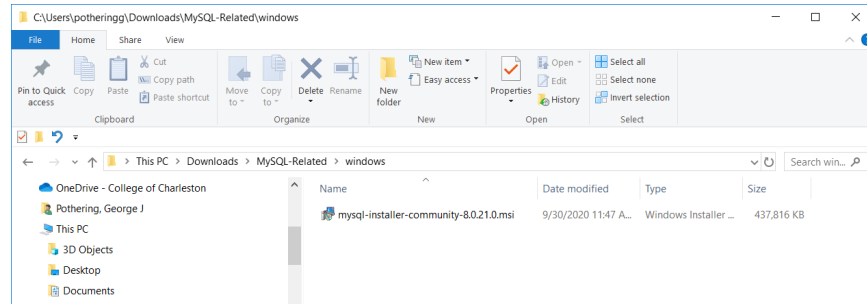 C:\Users\potheringg\Downloads\MySQL-Related\windows
File Home Share View
Pin to Quick access
Copy
Paste
Cut
Copy path
Paste shortcut
Clipboard
Move to
Copy to
Delete
Rename
Organize
New folder
New item
Easy access
New
Properties
Open
Edit
History
Open
Select all
Select none
Invert selection
Select
This PC > Downloads > MySQL-Related > windows
Search win...
OneDrive - College of Charleston
Pothering, George J
This PC
3D Objects
Desktop
Documents
Name Date modified Type Size
mysql-installer-community-8.0.21.0.msi 9/30/2020 11:47 A... Windows Installer ... 437,816 KB